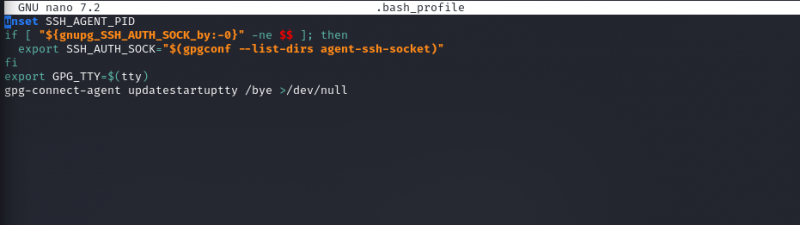 GNU nano 7.2 .bash_profile
unset SSH_AGENT_PID
if [ "${gnupg_SSH_AUTH_SOCK_by:-0}" -ne $$ ]; then
  export SSH_AUTH_SOCK="$(gpgconf --list-dirs agent-ssh-socket)"
fi
export GPG_TTY=$(tty)
gpg-connect-agent updatestartuptty /bye >/dev/null